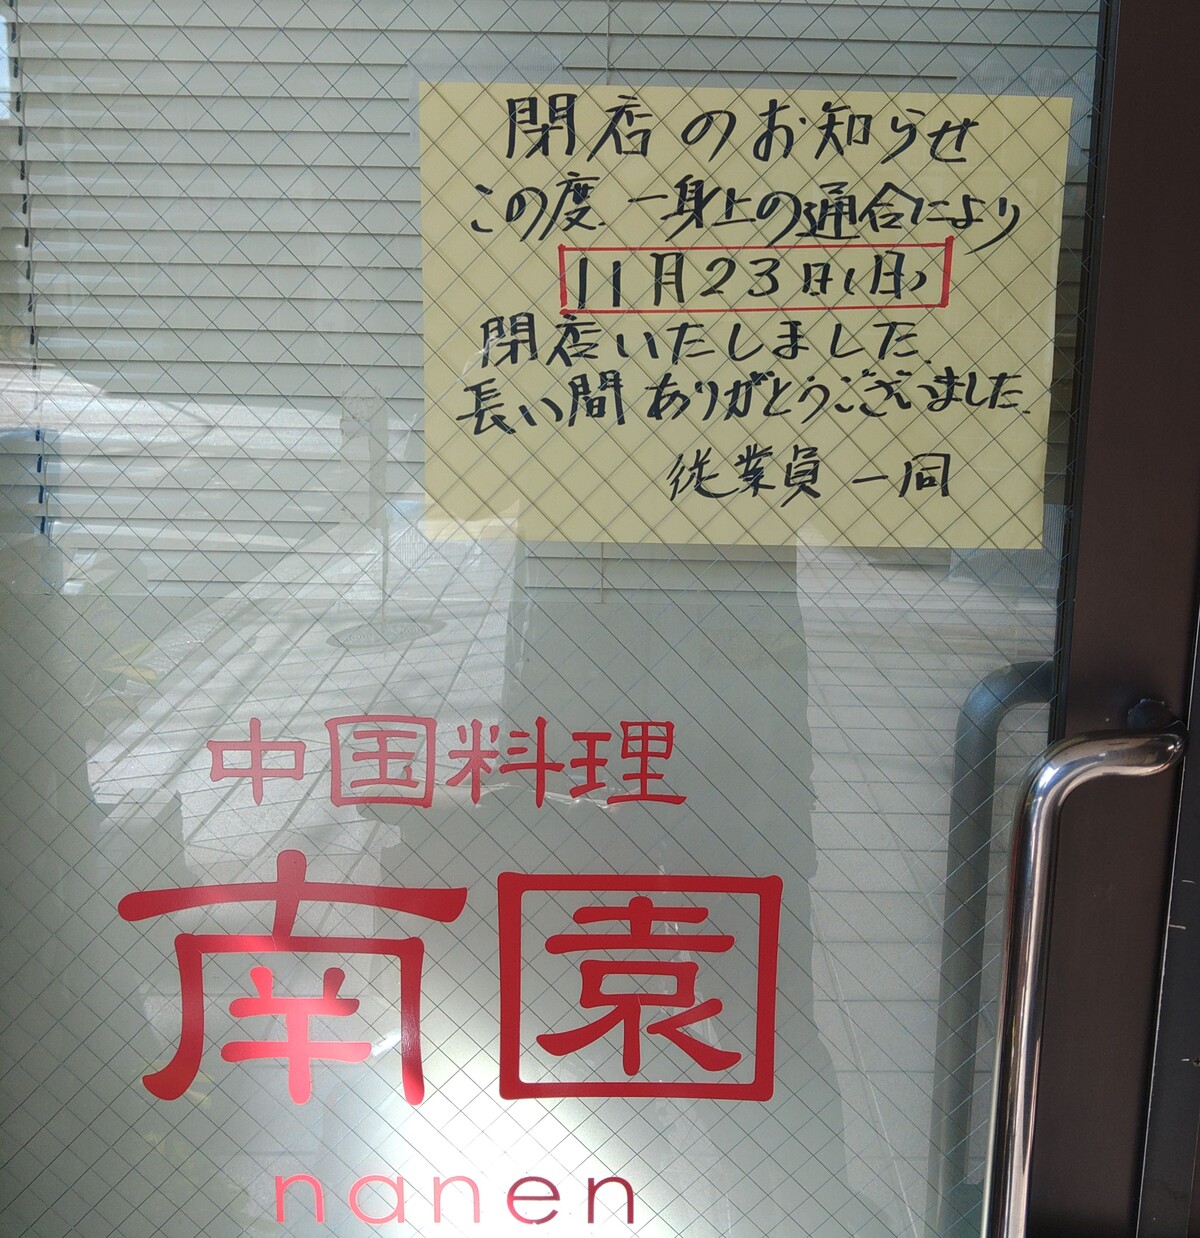 閉店のお知らせ
この度.一身上の通合により
11月23日(日)
閉店いたしました.
長い間ありがとうございました.
従業員一同
中国料理
南園
nanen